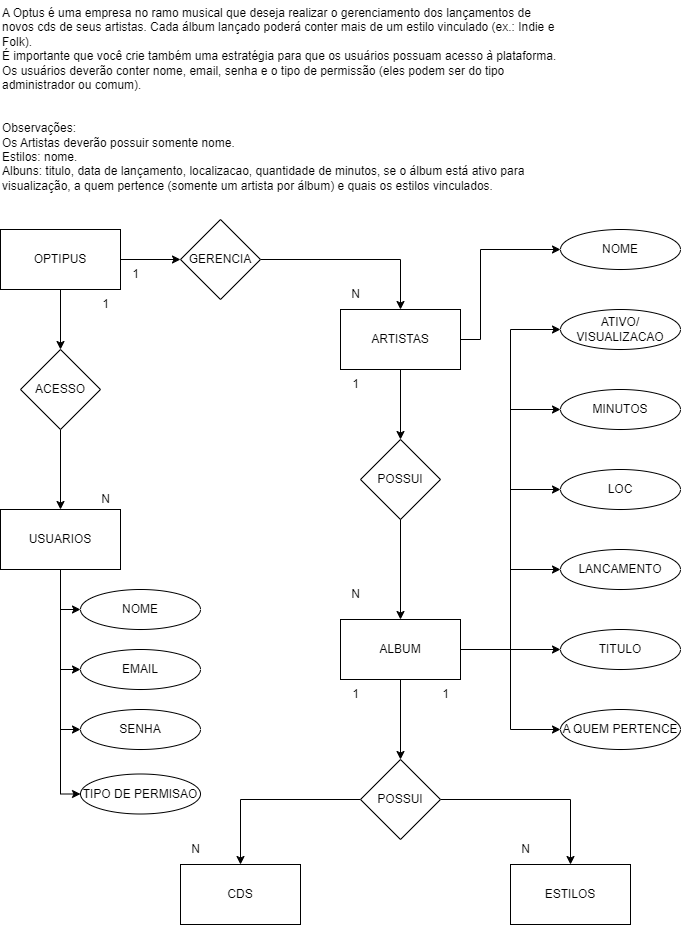 A Optus é uma empresa no ramo musical que deseja realizar o gerenciamento dos lançamentos de
novos cds de seus artistas. Cada álbum lançado poderá conter mais de um estilo vinculado (ex.: Indie e
Folk).
É importante que você crie também uma estratégia para que os usuários possuam acesso à plataforma.
Os usuários deverão conter nome, email, senha e o tipo de permissão (eles podem ser do tipo
administrador ou comum).
Observações:
Os Artistas deverão possuir somente nome.
Estilos: nome.
Albuns: titulo, data de lançamento, localizacao, quantidade de minutos, se o álbum está ativo para
visualização, a quem pertence (somente um artista por álbum) e quais os estilos vinculados.
OPTIPUS
1
1
GERENCIA
N
NOME
ARTISTAS
1
ATIVO/
VISUALIZACAO
ACESSO
MINUTOS
POSSUI
LOC
N
USUARIOS
LANCAMENTO
N
NOME
ALBUM
1
1
TITULO
EMAIL
SENHA
A QUEM PERTENCE
TIPO DE PERMISAO
POSSUI
N
N
CDS
ESTILOS